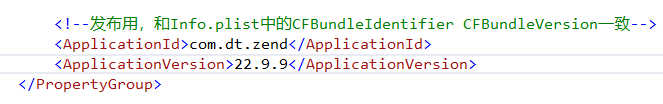 <!--发布用，和Info.plist中的CFBundleIdentifier CFBundleVersion一致-->
<ApplicationId>com.dt.zend</ApplicationId>
<ApplicationVersion>22.9.9</ApplicationVersion>
</PropertyGroup>